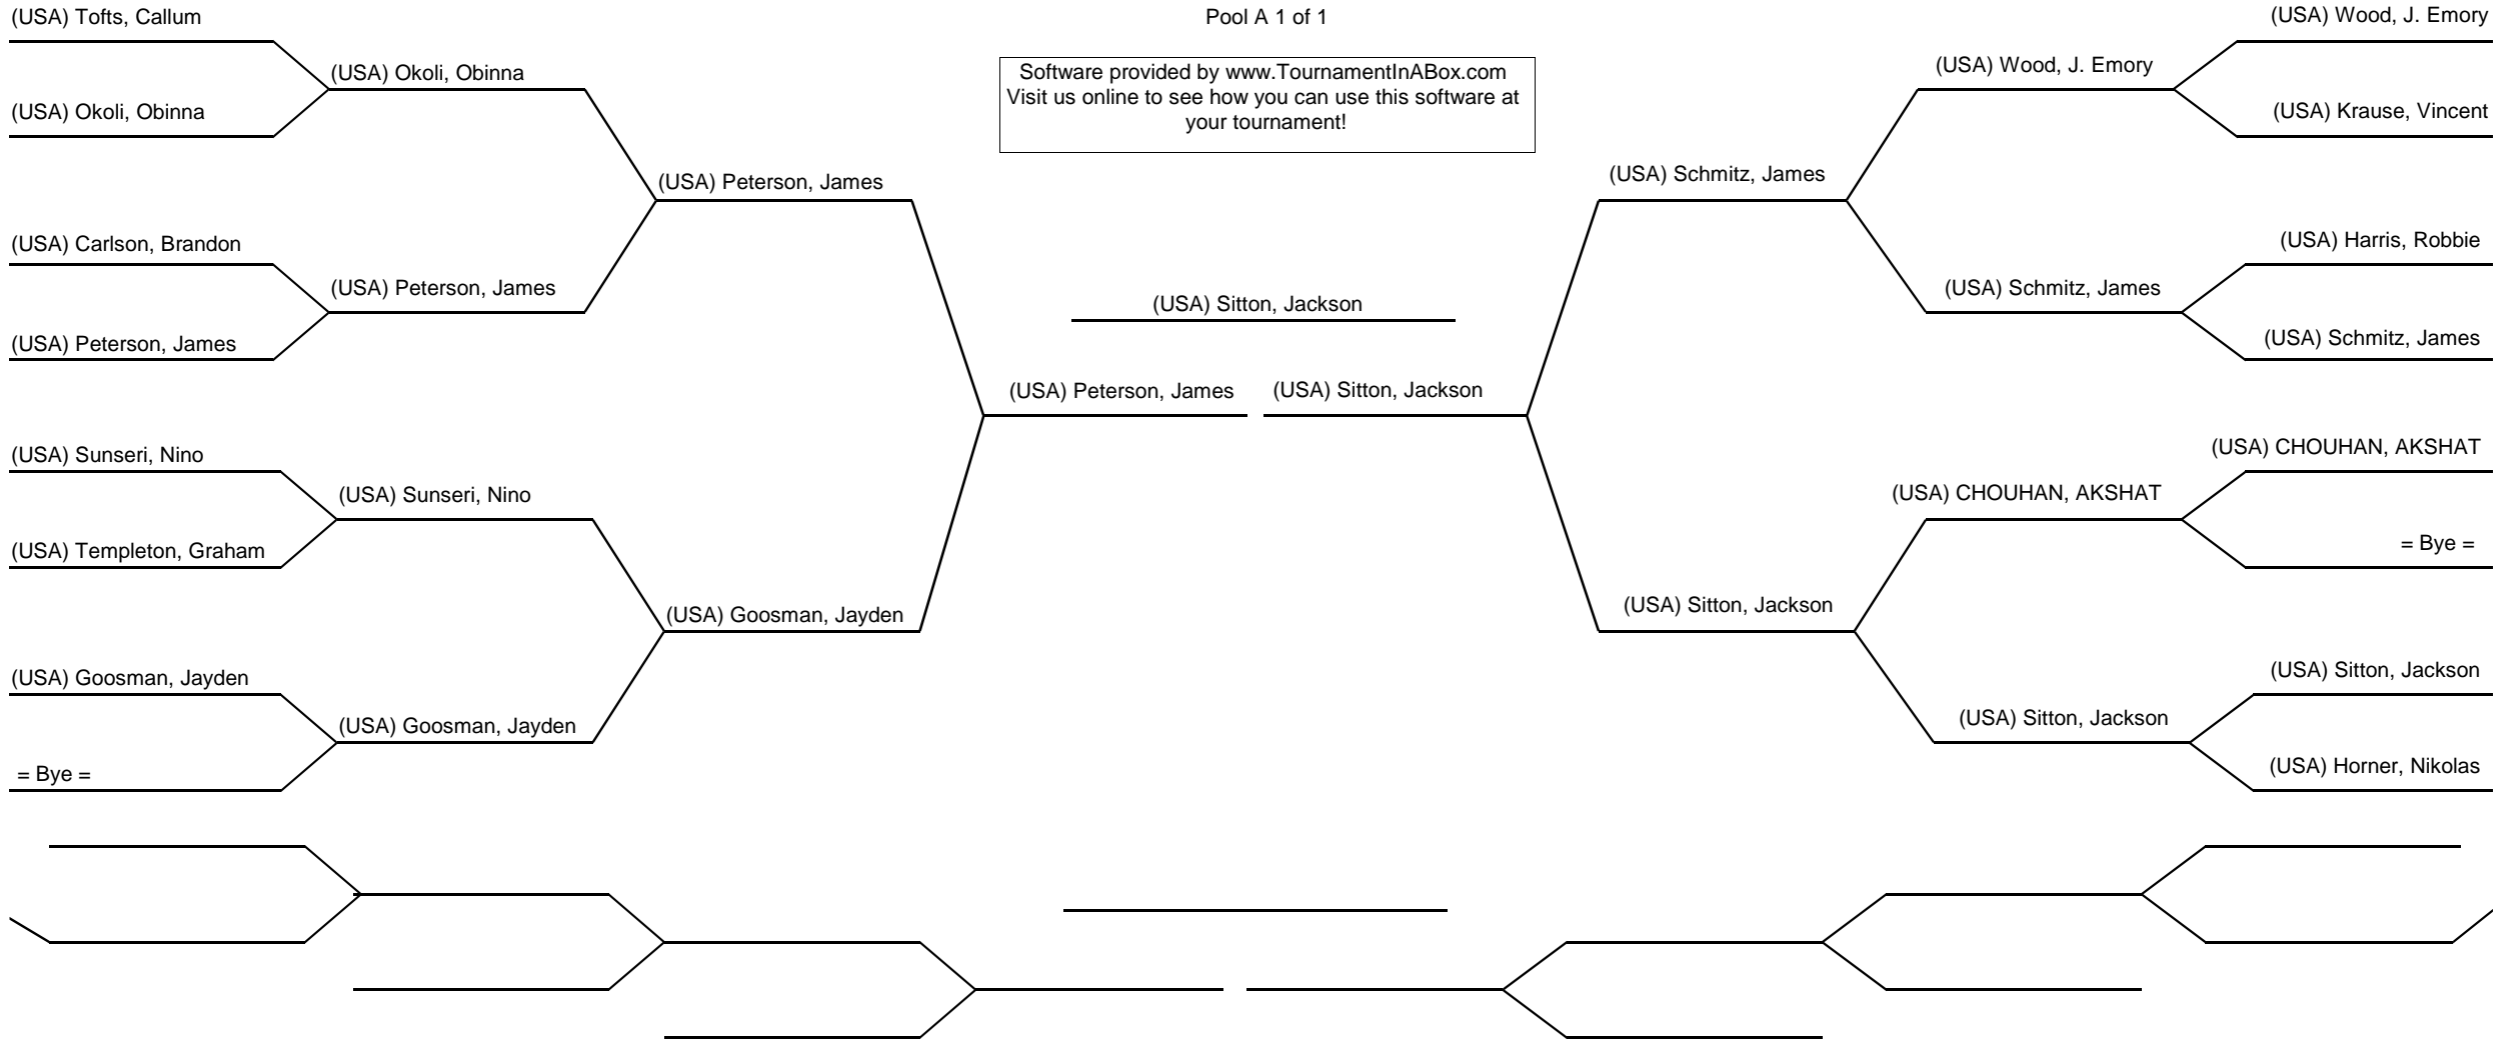 (USA) Tofts, Callum
Pool A 1 of 1
(USA) Wood, J. Emory
Software provided by www.TournamentInABox.com
Visit us online to see how you can use this software at
your tournament!
(USA) Okoli, Obinna
(USA) Wood, J. Emory
(USA) Okoli, Obinna
(USA) Krause, Vincent
(USA) Peterson, James
(USA) Schmitz, James
(USA) Carlson, Brandon
(USA) Harris, Robbie
(USA) Peterson, James
(USA) Sitton, Jackson
(USA) Schmitz, James
(USA) Peterson, James
(USA) Schmitz, James
(USA) Peterson, James
(USA) Sitton, Jackson
(USA) Sunseri, Nino
(USA) CHOUHAN, AKSHAT
(USA) Sunseri, Nino
(USA) CHOUHAN, AKSHAT
(USA) Templeton, Graham
= Bye =
(USA) Goosman, Jayden
(USA) Sitton, Jackson
(USA) Goosman, Jayden
(USA) Sitton, Jackson
(USA) Goosman, Jayden
(USA) Sitton, Jackson
= Bye =
(USA) Horner, Nikolas